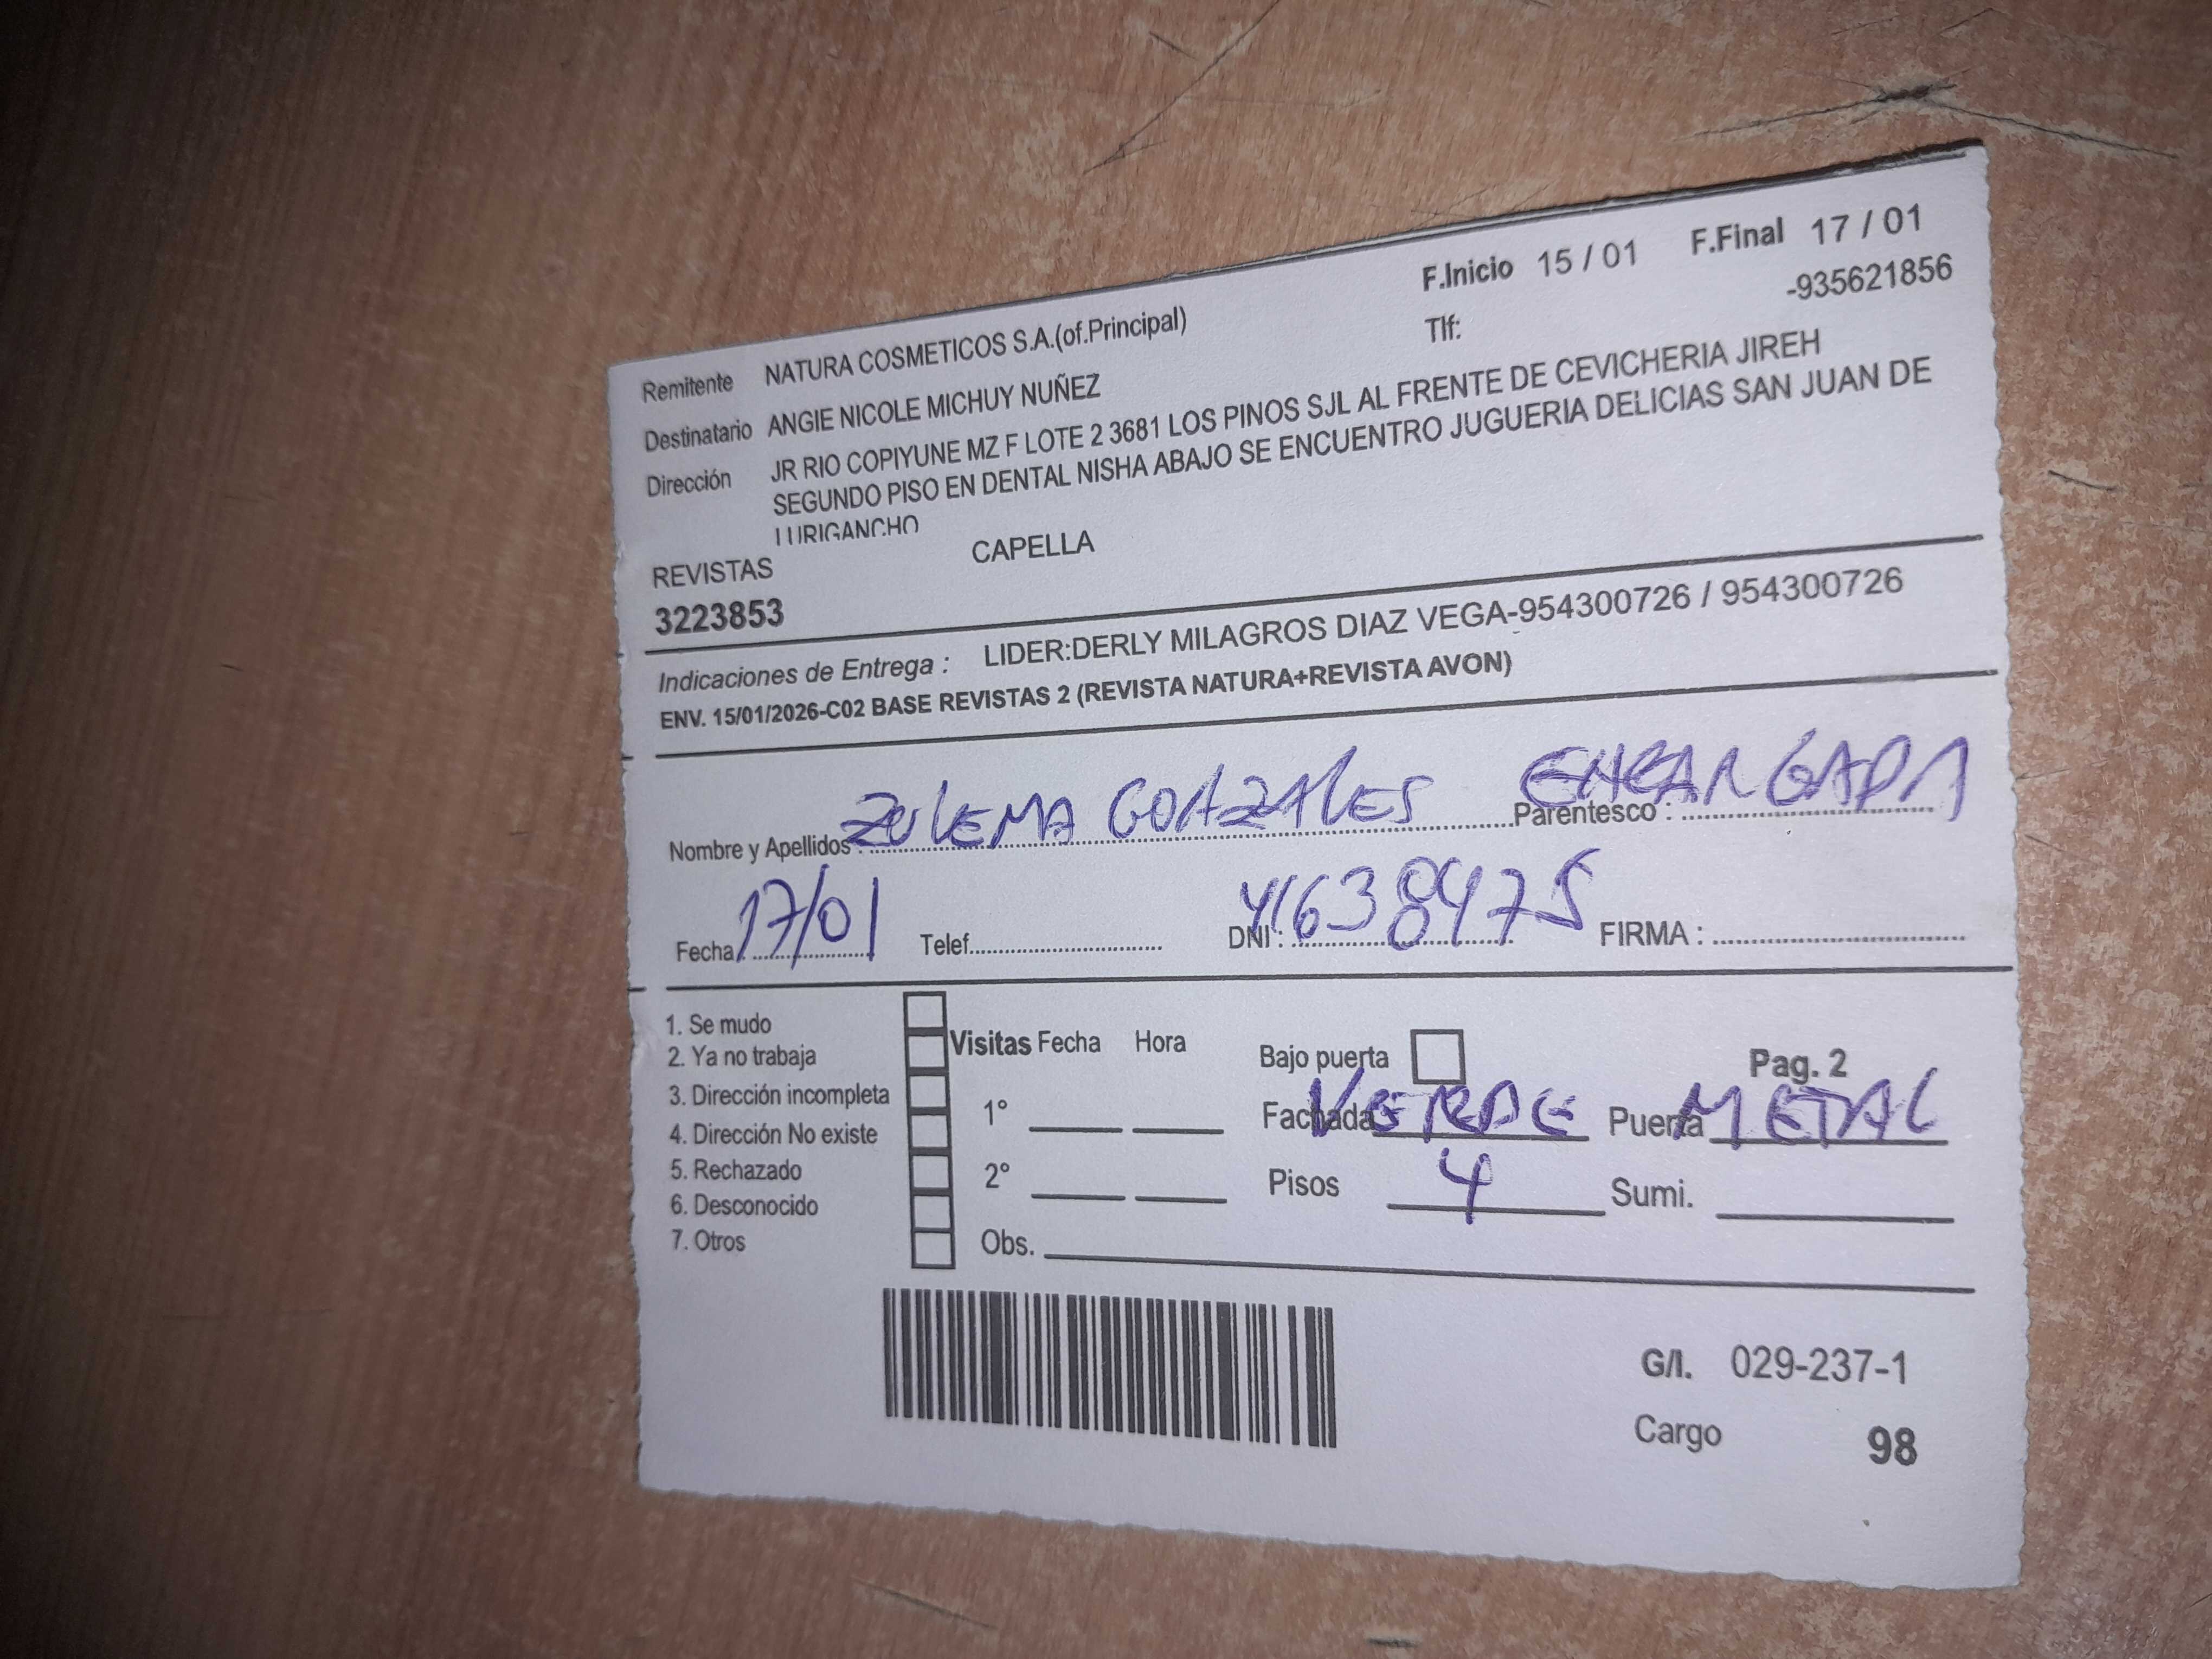 F.Inicio 15 / 01 F.Final 17 / 01
Remitente NATURA COSMETICOS S.A.(of.Principal) Tlf: -935621856
Destinatario ANGIE NICOLE MICHUY NUÑEZ
Dirección JR RIO COPIYUNE MZ F LOTE 2 3681 LOS PINOS SJL AL FRENTE DE CEVICHERIA JIREH
SEGUNDO PISO EN DENTAL NISHA ABAJO SE ENCUENTRO JUGUERIA DELICIAS SAN JUAN DE
LURIGANCHO
REVISTAS CAPELLA
3223853
Indicaciones de Entrega : LIDER:DERLY MILAGROS DIAZ VEGA-954300726 / 954300726
ENV. 15/01/2026-C02 BASE REVISTAS 2 (REVISTA NATURA+REVISTA AVON)
Nombre y Apellidos : ZULEMA GONZALES Parentesco : ENCARGADA
Fecha : 17/01 Telef. DNI : 41638475 FIRMA :
1. Se mudo
2. Ya no trabaja
3. Dirección incompleta
4. Dirección No existe
5. Rechazado
6. Desconocido
7. Otros
Visitas Fecha Hora
1°
2°
Obs.
Bajo puerta Pag. 2
Fachada VERDE Puerta METAL
Pisos 4 Sumi.
G/I. 029-237-1
Cargo 98